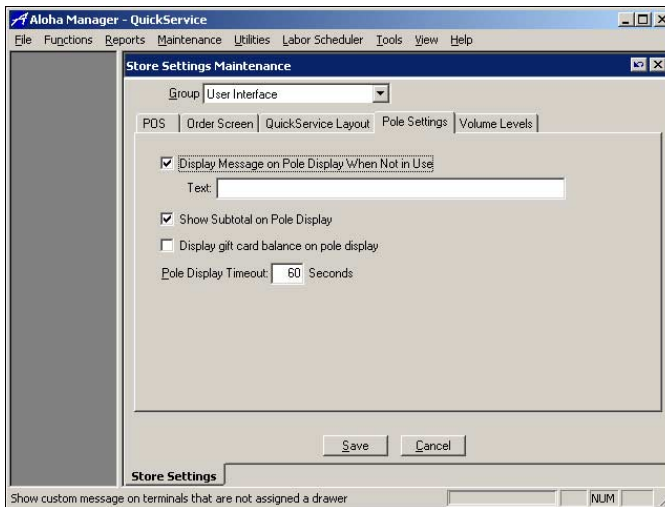 Aloha Manager - QuickService
File Functions Reports Maintenance Utilities Labor Scheduler Tools View Help
Store Settings Maintenance
Group User Interface
POS Order Screen QuickService Layout Pole Settings Volume Levels
Display Message on Pole Display When Not in Use
Text:
Show Subtotal on Pole Display
Display gift card balance on pole display
Pole Display Timeout: 60 Seconds
Save Cancel
Store Settings
Show custom message on terminals that are not assigned a drawer NUM